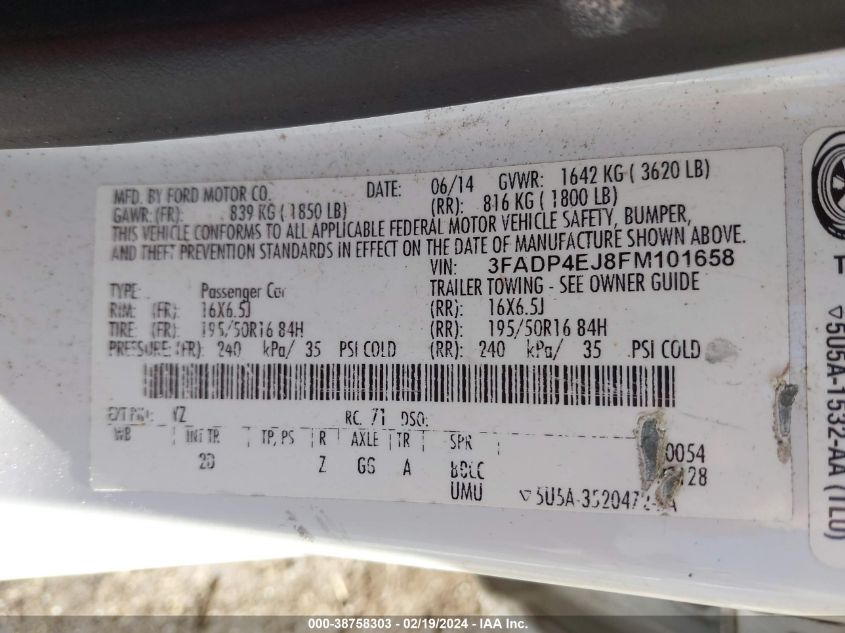 MFD. BY FORD MOTOR CO. DATE: 06/14 GVWR: 1642 KG ( 3620 LB)
GAWR: (FR): 839 KG ( 1850 LB) (RR): 816 KG ( 1800 LB)
THIS VEHICLE CONFORMS TO ALL APPLICABLE FEDERAL MOTOR VEHICLE SAFETY, BUMPER,
AND THEFT PREVENTION STANDARDS IN EFFECT ON THE DATE OF MANUFACTURE SHOWN ABOVE.
VIN: 3FADP4EJ8FM101658
TYPE: Passenger Car TRAILER TOWING - SEE OWNER GUIDE
RIM: (FR): 16X6.5J (RR): 16X6.5J
TIRE: (FR): 195/50R16 84H (RR): 195/50R16 84H
PRESSURE: (FR): 240 kPa/ 35 PSI COLD (RR): 240 kPa/ 35 PSI COLD
EXT PNT: YZ RC: 71 DSO:
WB INT TR TP, PS R AXLE TR SPR
2D Z GG A
UMU
0054
128
▽5U5A-1532-AA (TLU)
000-38758303 - 02/19/2024 - IAA Inc.